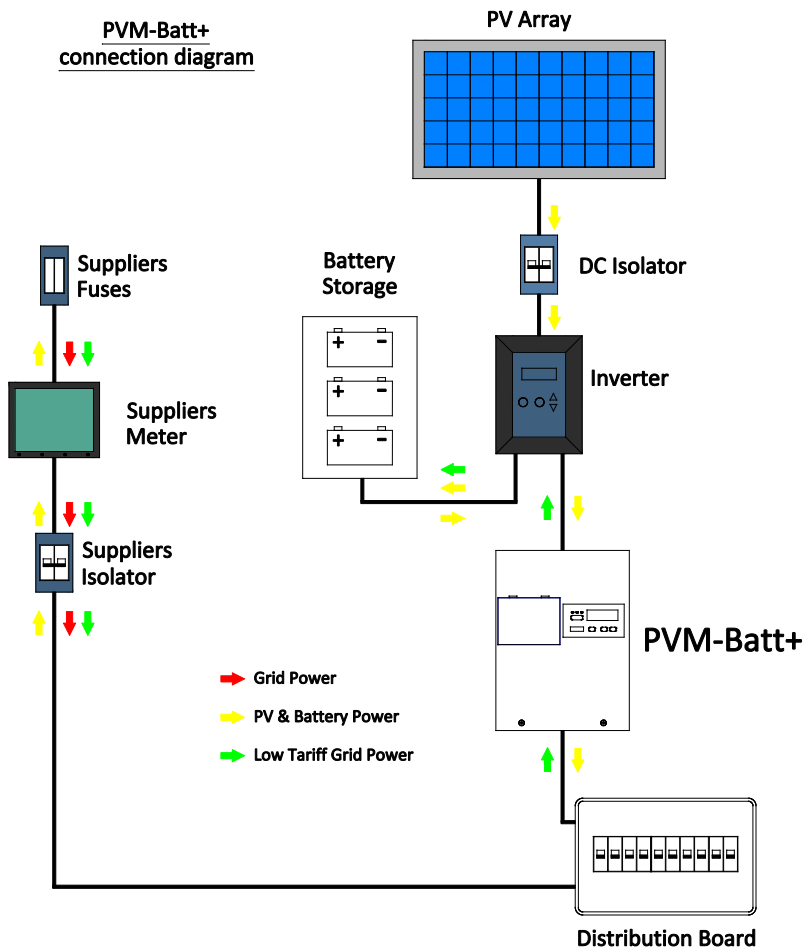 PVM-Batt+
connection diagram
PV Array
Suppliers
Fuses
Battery
Storage
DC Isolator
Inverter
Suppliers
Meter
+ -
+ -
+ -
Suppliers
Isolator
PVM-Batt+
Grid Power
PV & Battery Power
Low Tariff Grid Power
Distribution Board